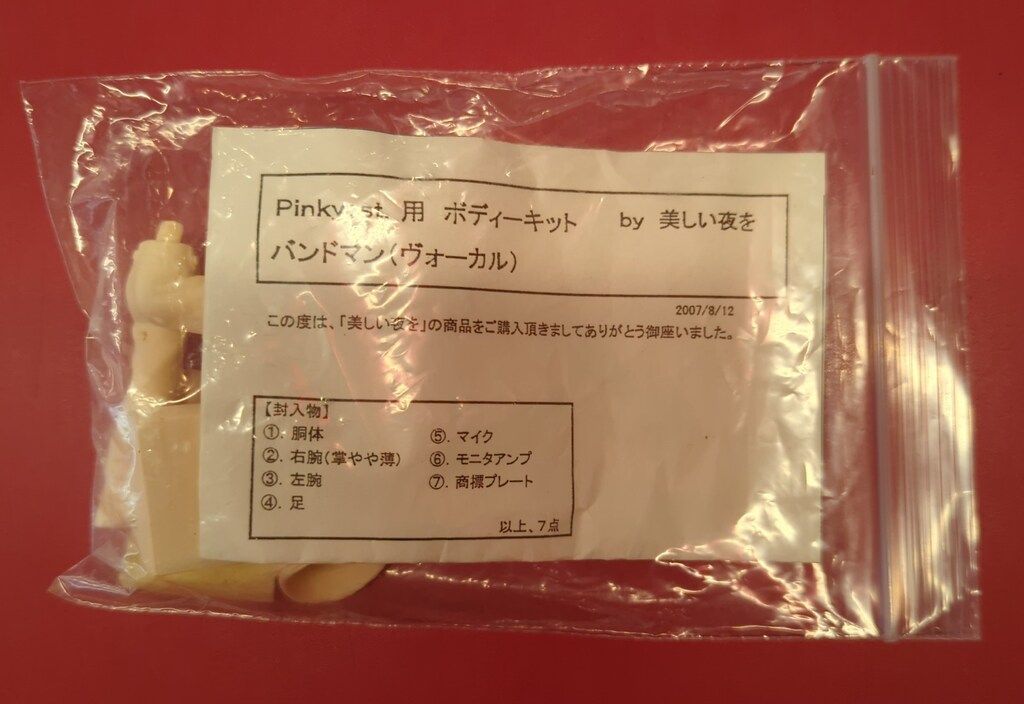 Pinky:st. 用 ボディーキット by 美しい夜を
バンドマン(ヴォーカル)
2007/8/12
この度は、「美しい夜を」の商品をご購入頂きましてありがとう御座いました。
【封入物】
①. 胴体
②. 右腕(掌やや薄)
③. 左腕
④. 足
⑤. マイク
⑥. モニタアンプ
⑦. 商標プレート
以上、7点